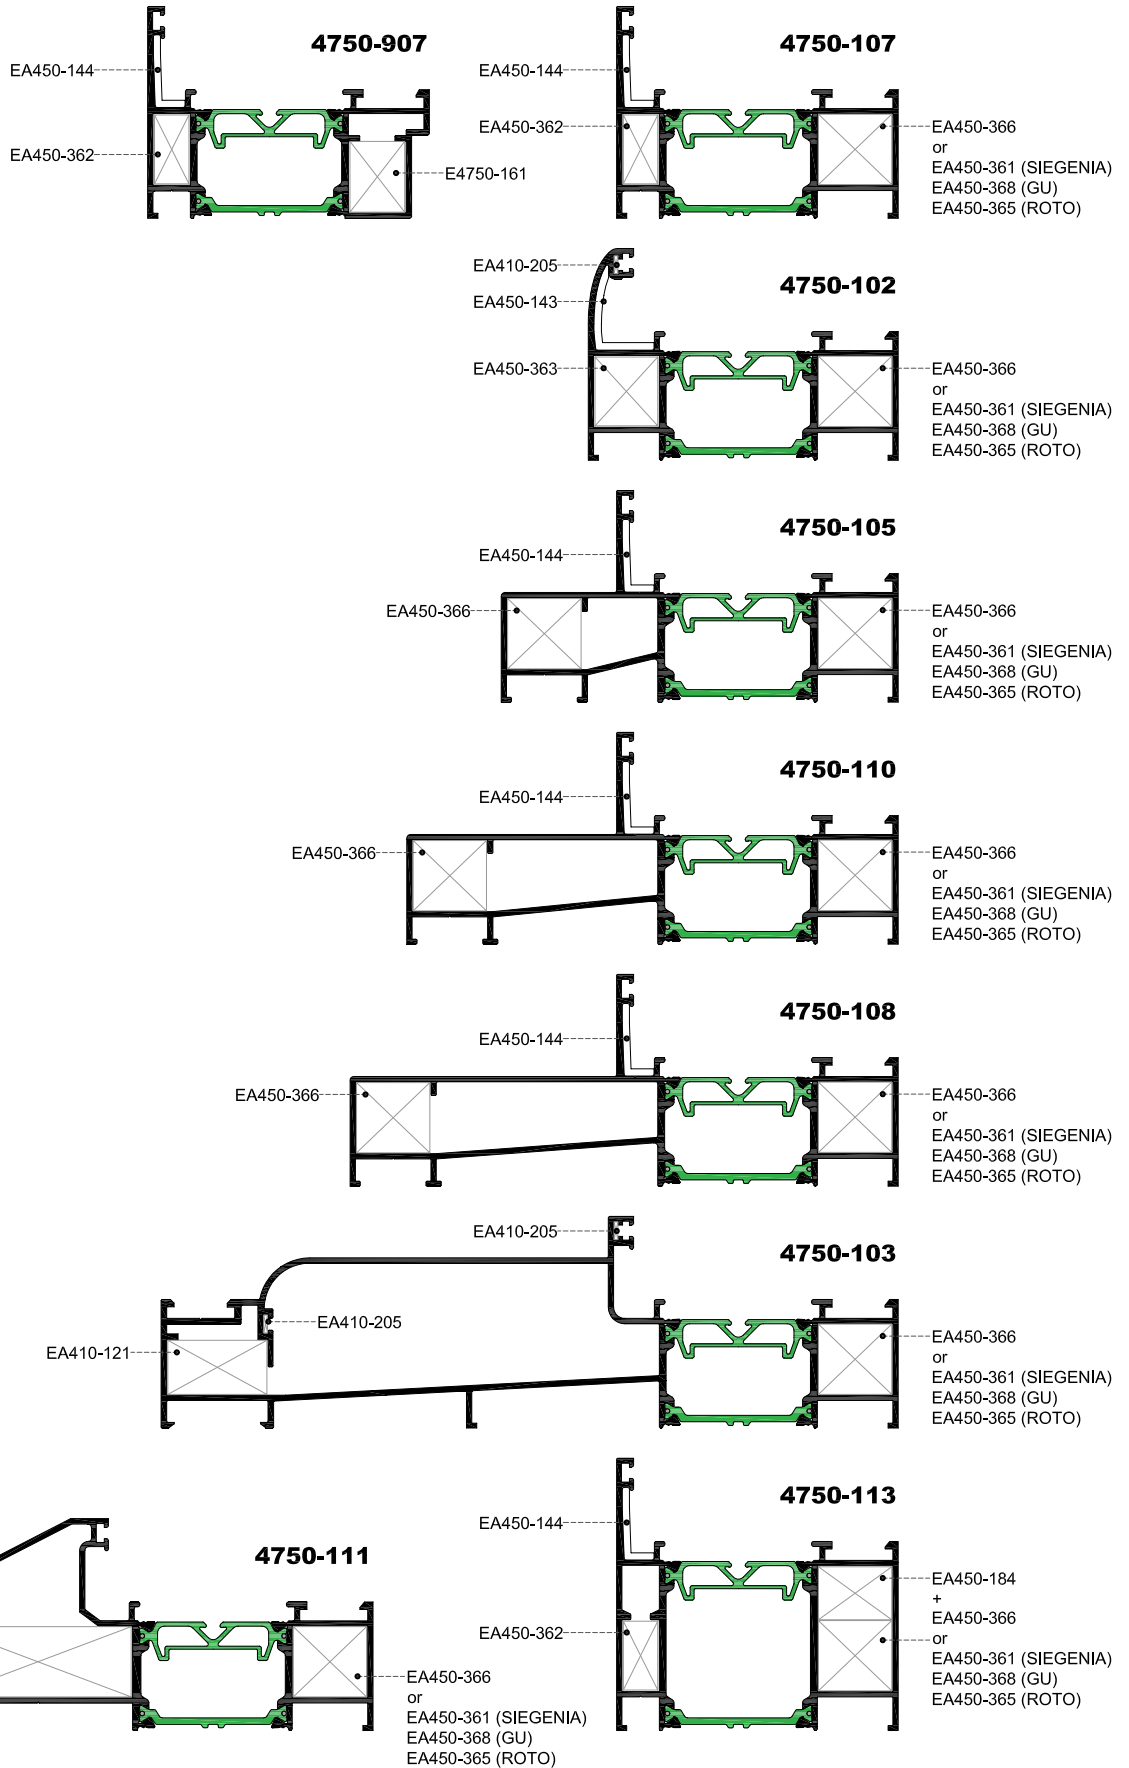 4750-907
EA450-144
EA450-362
E4750-161
4750-107
EA450-144
EA450-362
EA450-366
or
EA450-361 (SIEGENIA)
EA450-368 (GU)
EA450-365 (ROTO)
4750-102
EA410-205
EA450-143
EA450-363
EA450-366
or
EA450-361 (SIEGENIA)
EA450-368 (GU)
EA450-365 (ROTO)
4750-105
EA450-144
EA450-366
EA450-366
or
EA450-361 (SIEGENIA)
EA450-368 (GU)
EA450-365 (ROTO)
4750-110
EA450-144
EA450-366
EA450-366
or
EA450-361 (SIEGENIA)
EA450-368 (GU)
EA450-365 (ROTO)
4750-108
EA450-144
EA450-366
EA450-366
or
EA450-361 (SIEGENIA)
EA450-368 (GU)
EA450-365 (ROTO)
4750-103
EA410-205
EA410-205
EA410-121
EA450-366
or
EA450-361 (SIEGENIA)
EA450-368 (GU)
EA450-365 (ROTO)
4750-111
EA450-366
or
EA450-361 (SIEGENIA)
EA450-368 (GU)
EA450-365 (ROTO)
4750-113
EA450-144
EA450-362
EA450-184
+
EA450-366
or
EA450-361 (SIEGENIA)
EA450-368 (GU)
EA450-365 (ROTO)